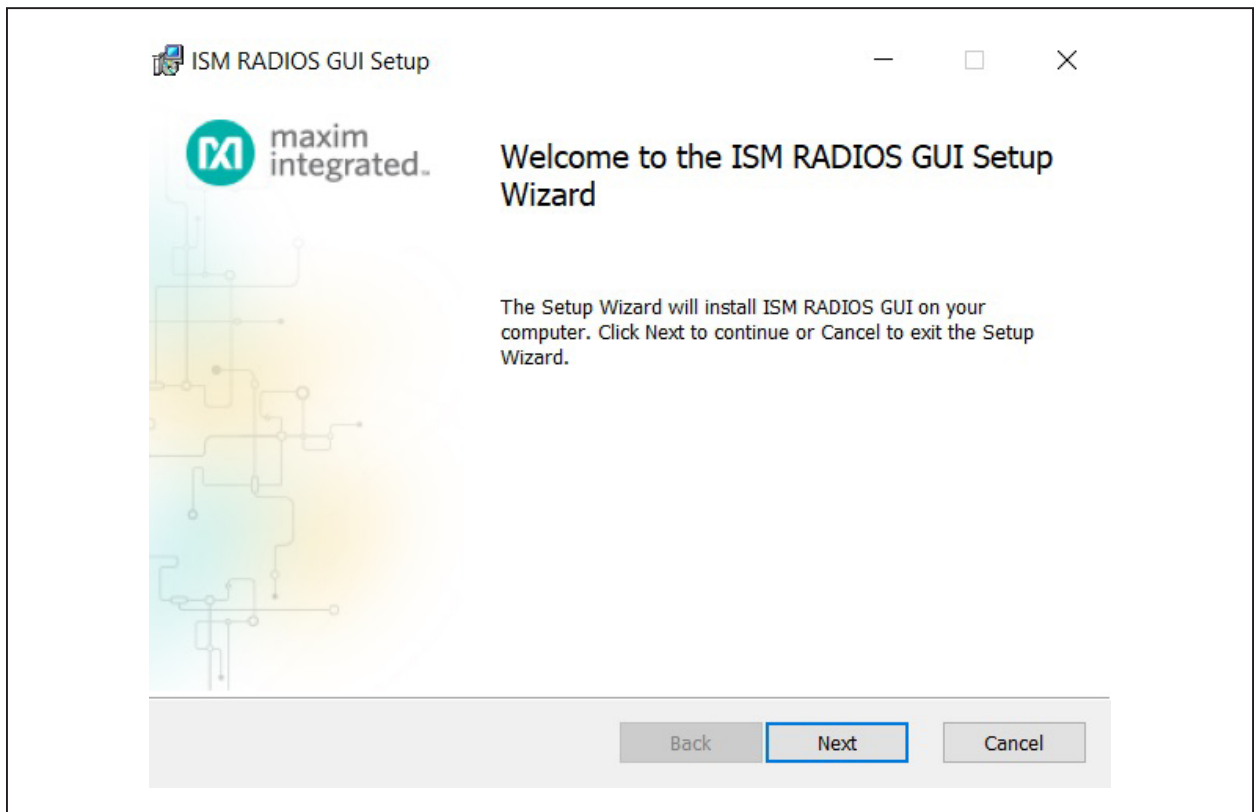 ISM RADIOS GUI Setup
maxim
integrated™
Welcome to the ISM RADIOS GUI Setup
Wizard
The Setup Wizard will install ISM RADIOS GUI on your
computer. Click Next to continue or Cancel to exit the Setup
Wizard.
Back Next Cancel